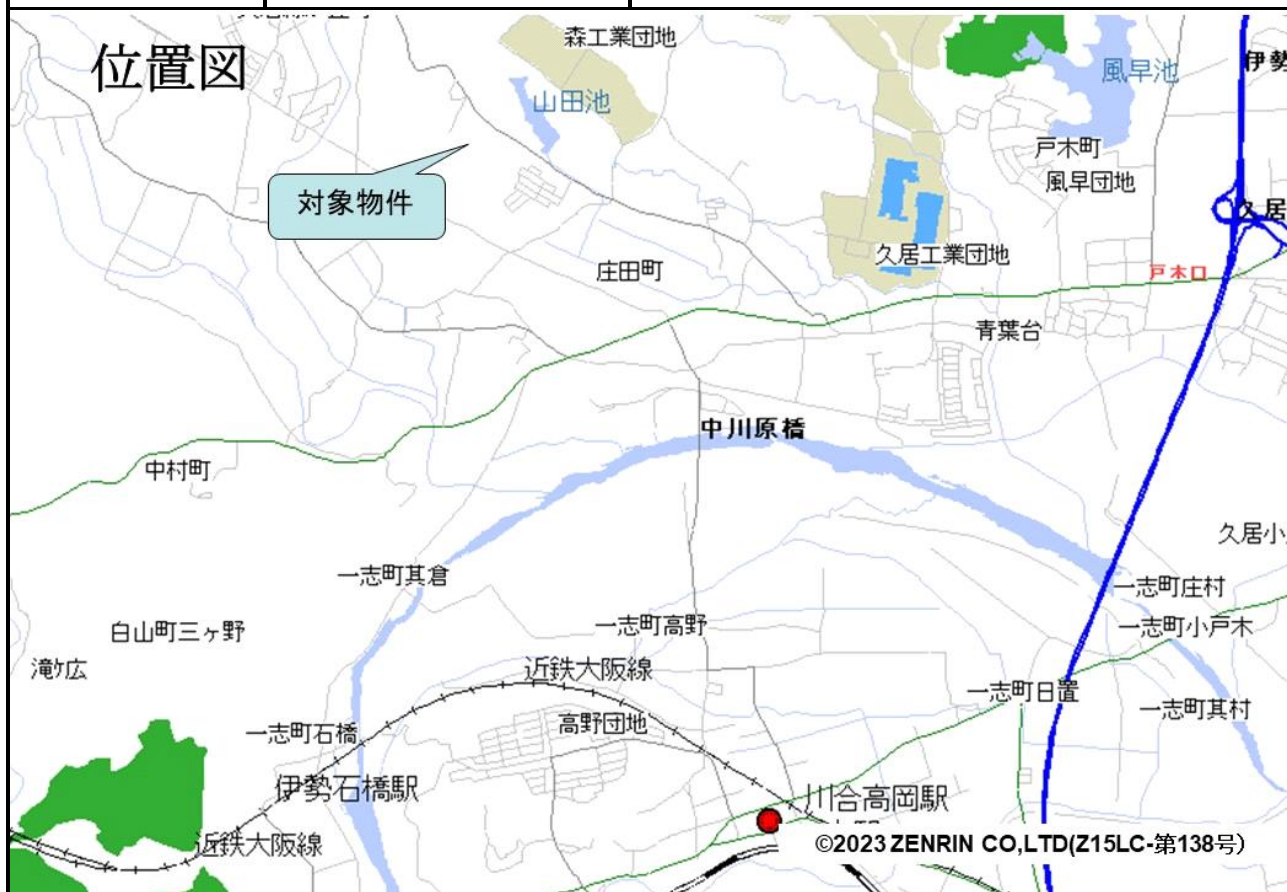 位置図
森工業団地
山田池
風早池
伊勢
戸木町
風早団地
対象物件
久居
久居工業団地
庄田町
戸木口
青葉台
中川原橋
中村町
久居小
一志町其倉
一志町庄村
一志町高野
一志町小戸木
白山町三ヶ野
滝ケ広
近鉄大阪線
一志町日置
一志町其村
高野団地
一志町石橋
伊勢石橋駅
川合高岡駅
近鉄大阪線
©2023 ZENRIN CO,LTD(Z15LC-第138号)